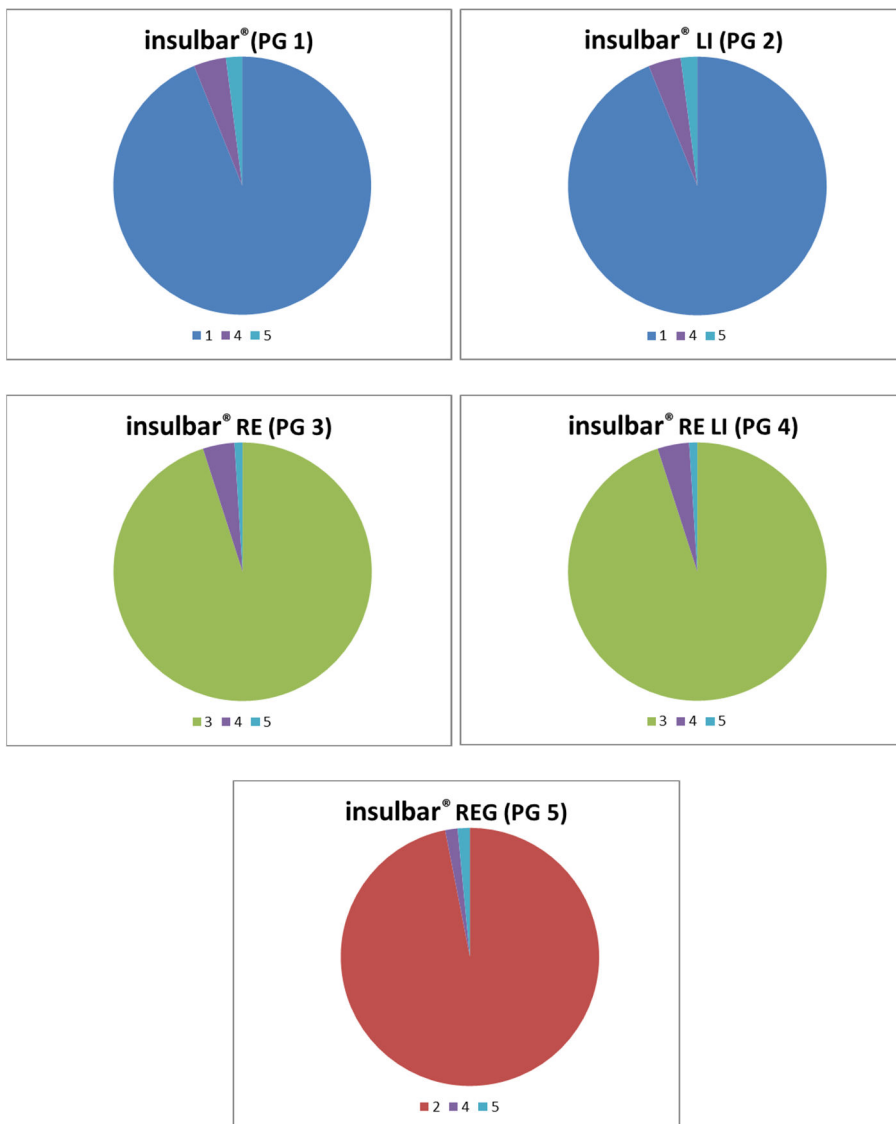 insulbar® (PG 1)
1 4 5
insulbar® LI (PG 2)
1 4 5
insulbar® RE (PG 3)
3 4 5
insulbar® RE LI (PG 4)
3 4 5
insulbar® REG (PG 5)
2 4 5